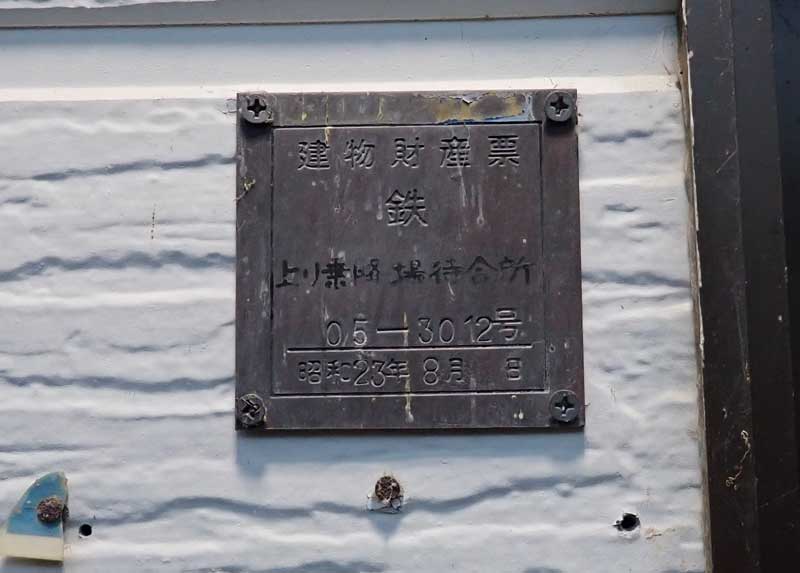 建物財産票
鉄
上り乗降場待合所
05-3012号
昭和23年8月 日